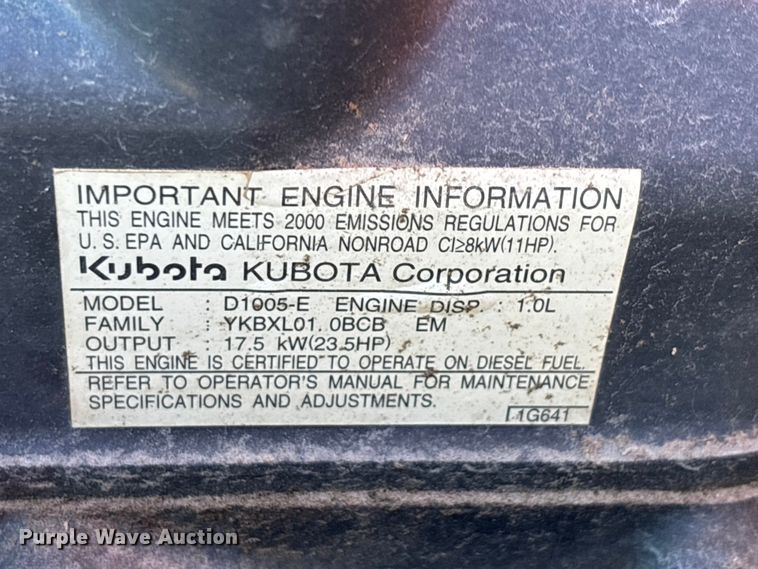 IMPORTANT ENGINE INFORMATION
THIS ENGINE MEETS 2000 EMISSIONS REGULATIONS FOR
U.S. EPA AND CALIFORNIA NONROAD CI≥8kW(11HP).
Kubota KUBOTA Corporation
MODEL : D1005-E ENGINE DISP. : 1.0L
FAMILY : YKBXL01.0BCB EM
OUTPUT : 17.5 kW(23.5HP)
THIS ENGINE IS CERTIFIED TO OPERATE ON DIESEL FUEL.
REFER TO OPERATOR'S MANUAL FOR MAINTENANCE
SPECIFICATIONS AND ADJUSTMENTS.
1G641
Purple Wave Auction®